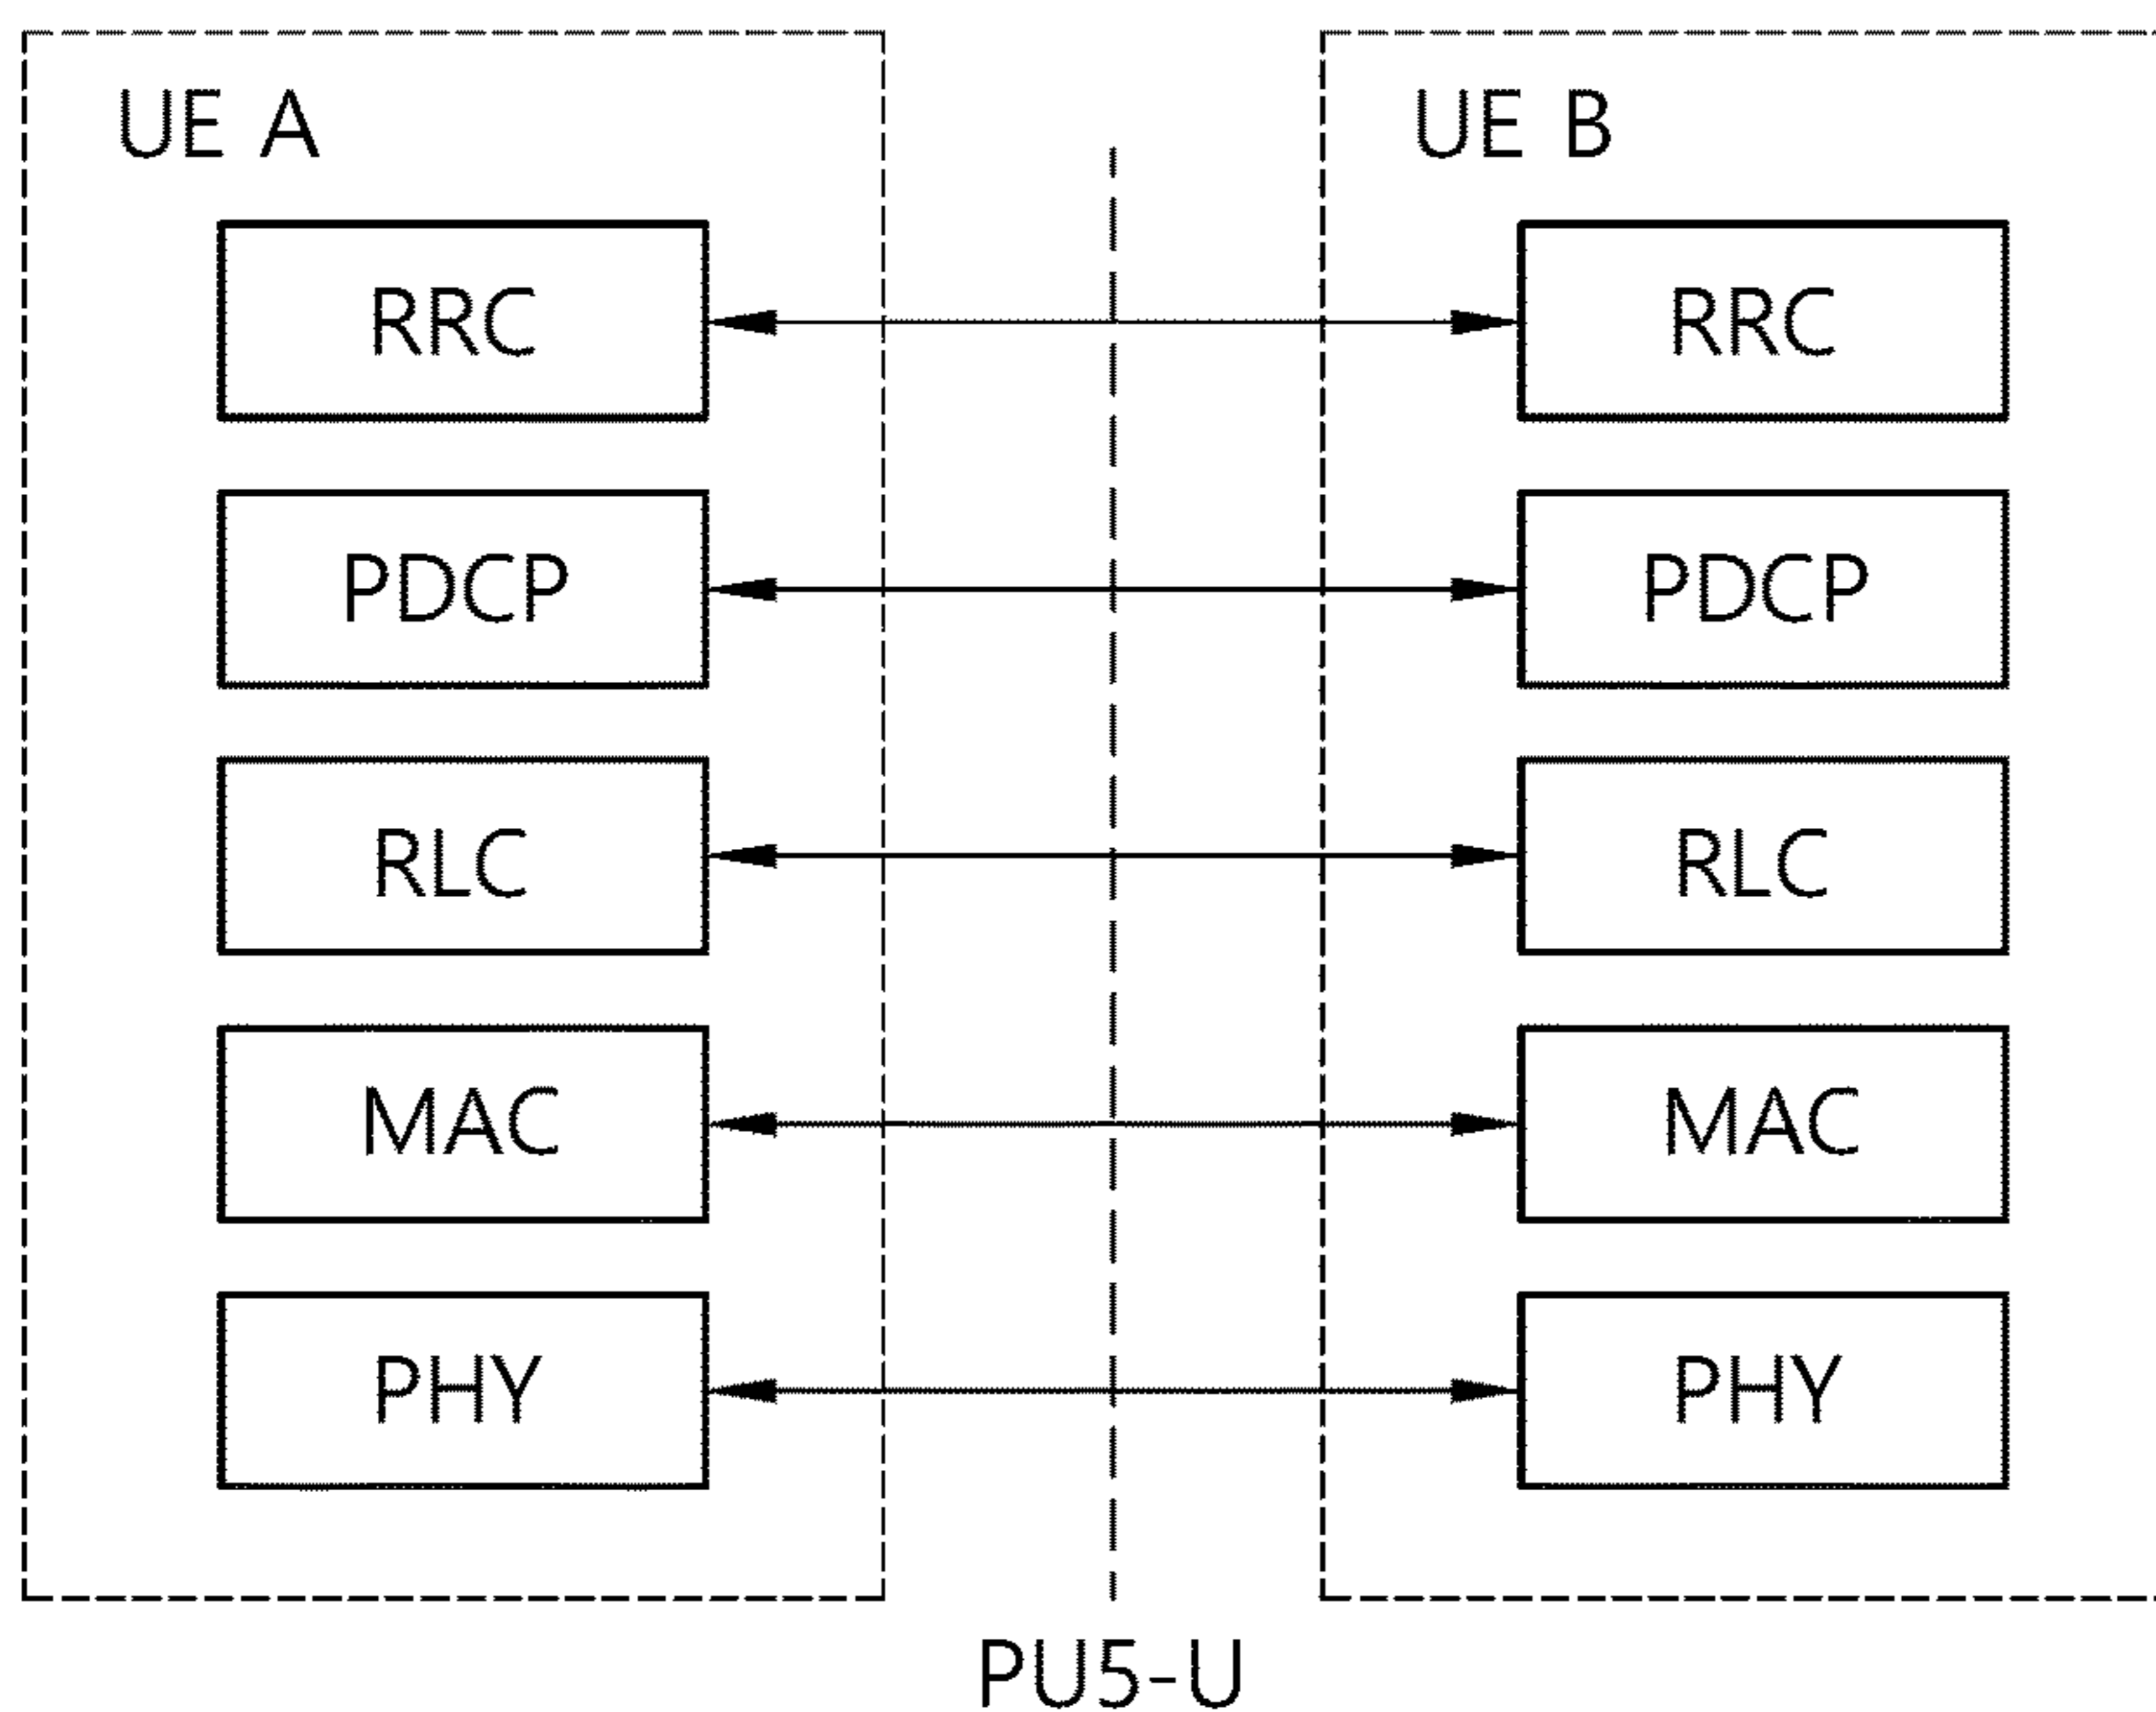 UE A
UE B
RRC
RRC
PDCP
PDCP
RLC
RLC
MAC
MAC
PHY
PHY
PU5-U